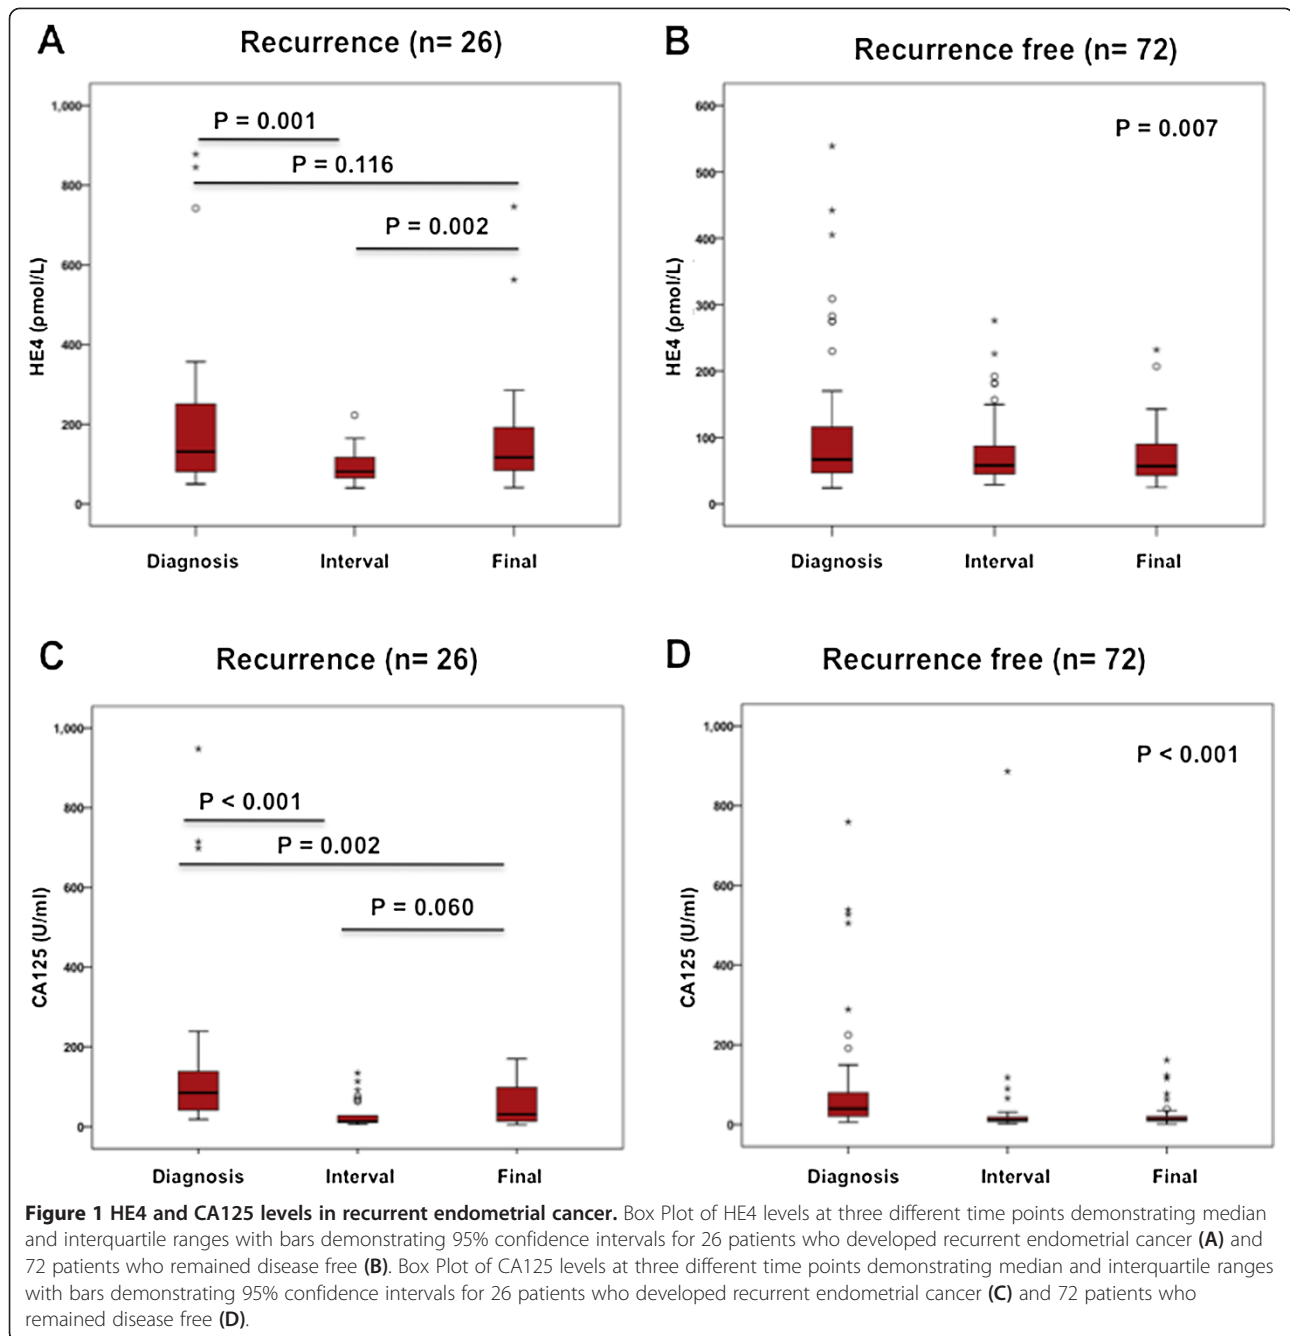 A
Recurrence (n= 26)
1,000
800
600
400
200
0
HE4 (ρmol/L)
P = 0.001
P = 0.116
P = 0.002
Diagnosis
Interval
Final
B
Recurrence free (n= 72)
600
500
400
300
200
100
0
HE4 (ρmol/L)
P = 0.007
Diagnosis
Interval
Final
C
Recurrence (n= 26)
1,000
800
600
400
200
0
CA125 (U/ml)
P < 0.001
P = 0.002
P = 0.060
Diagnosis
Interval
Final
D
Recurrence free (n= 72)
1,000
800
600
400
200
0
CA125 (U/ml)
P < 0.001
Diagnosis
Interval
Final
Figure 1 HE4 and CA125 levels in recurrent endometrial cancer. Box Plot of HE4 levels at three different time points demonstrating median
and interquartile ranges with bars demonstrating 95% confidence intervals for 26 patients who developed recurrent endometrial cancer (A) and
72 patients who remained disease free (B). Box Plot of CA125 levels at three different time points demonstrating median and interquartile ranges
with bars demonstrating 95% confidence intervals for 26 patients who developed recurrent endometrial cancer (C) and 72 patients who
remained disease free (D).